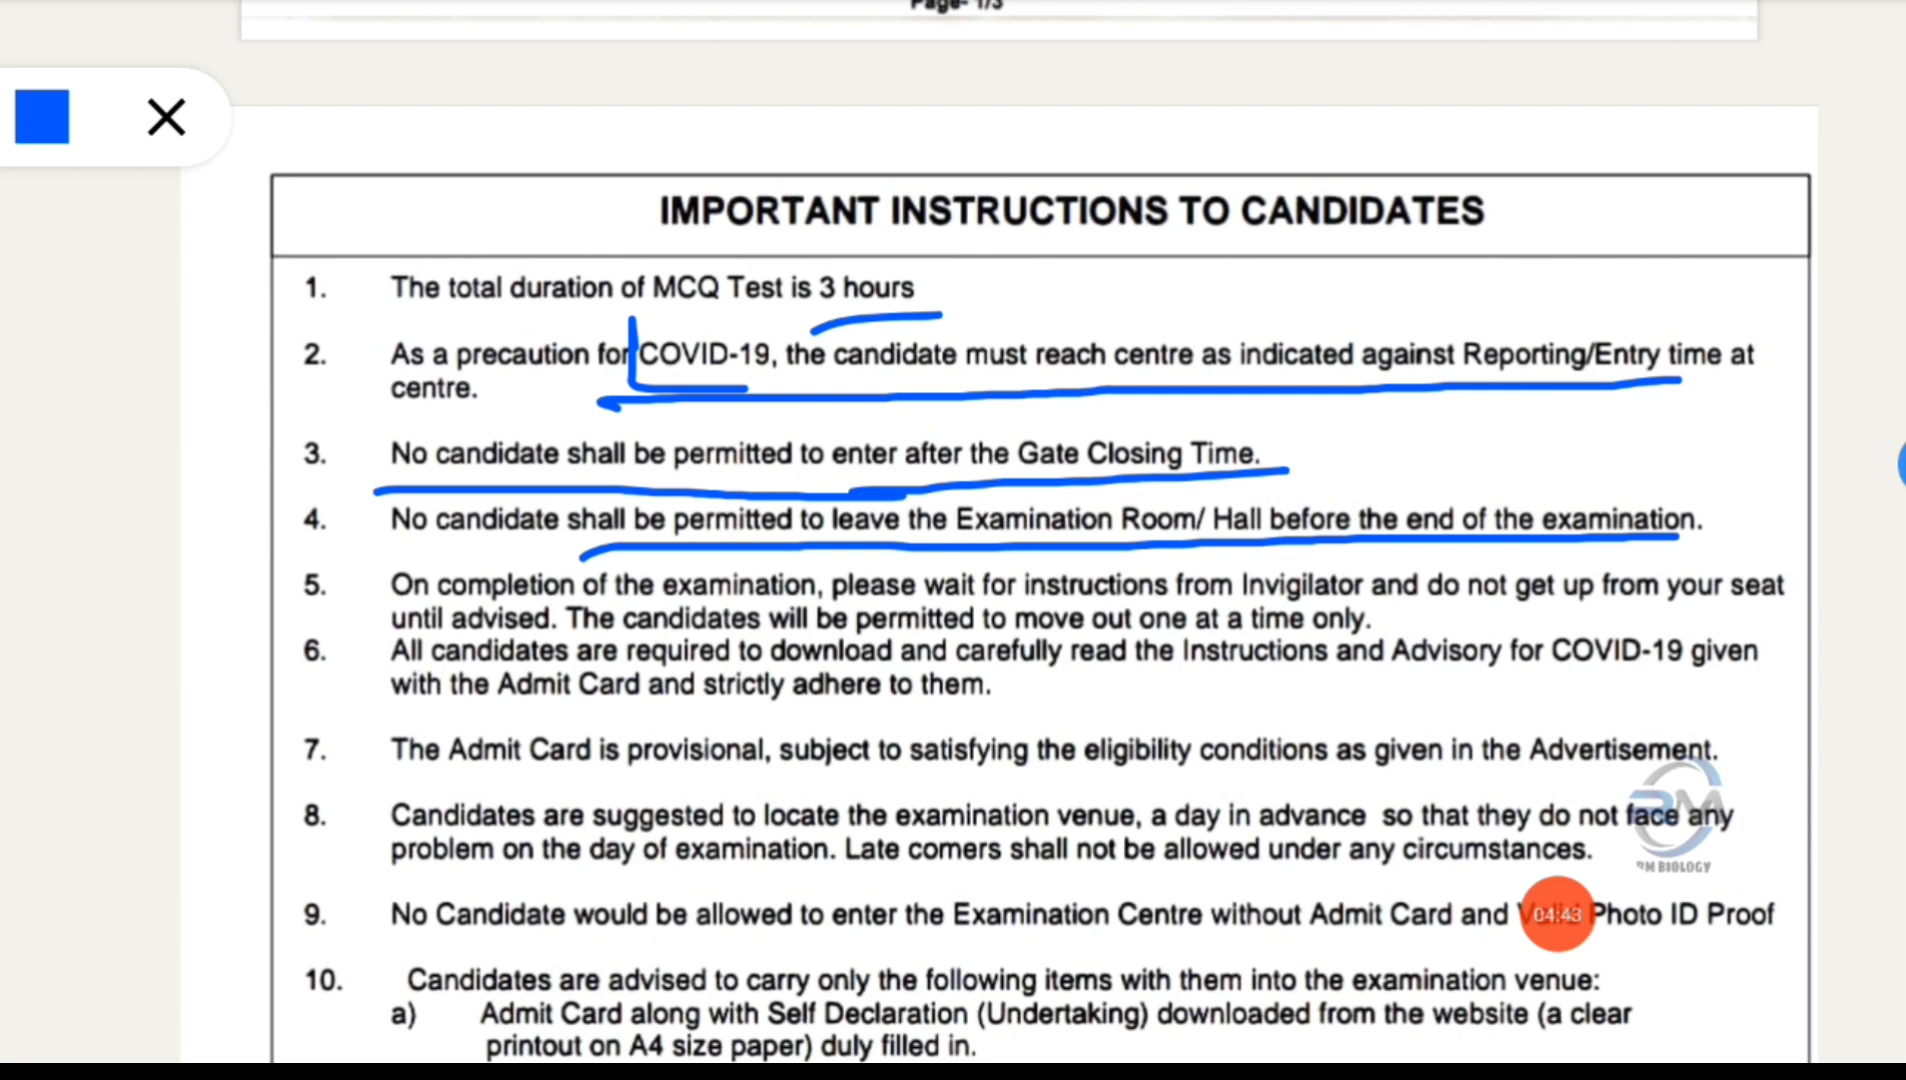 Page- 1/3
IMPORTANT INSTRUCTIONS TO CANDIDATES
1. The total duration of MCQ Test is 3 hours
2. As a precaution for COVID-19, the candidate must reach centre as indicated against Reporting/Entry time at
centre.
3. No candidate shall be permitted to enter after the Gate Closing Time.
4. No candidate shall be permitted to leave the Examination Room/ Hall before the end of the examination.
5. On completion of the examination, please wait for instructions from Invigilator and do not get up from your seat
until advised. The candidates will be permitted to move out one at a time only.
6. All candidates are required to download and carefully read the Instructions and Advisory for COVID-19 given
with the Admit Card and strictly adhere to them.
7. The Admit Card is provisional, subject to satisfying the eligibility conditions as given in the Advertisement.
8. Candidates are suggested to locate the examination venue, a day in advance so that they do not face any
problem on the day of examination. Late comers shall not be allowed under any circumstances.
RM BIOLOGY
9. No Candidate would be allowed to enter the Examination Centre without Admit Card and Valid Photo ID Proof
04:43
10. Candidates are advised to carry only the following items with them into the examination venue:
a) Admit Card along with Self Declaration (Undertaking) downloaded from the website (a clear
printout on A4 size paper) duly filled in.